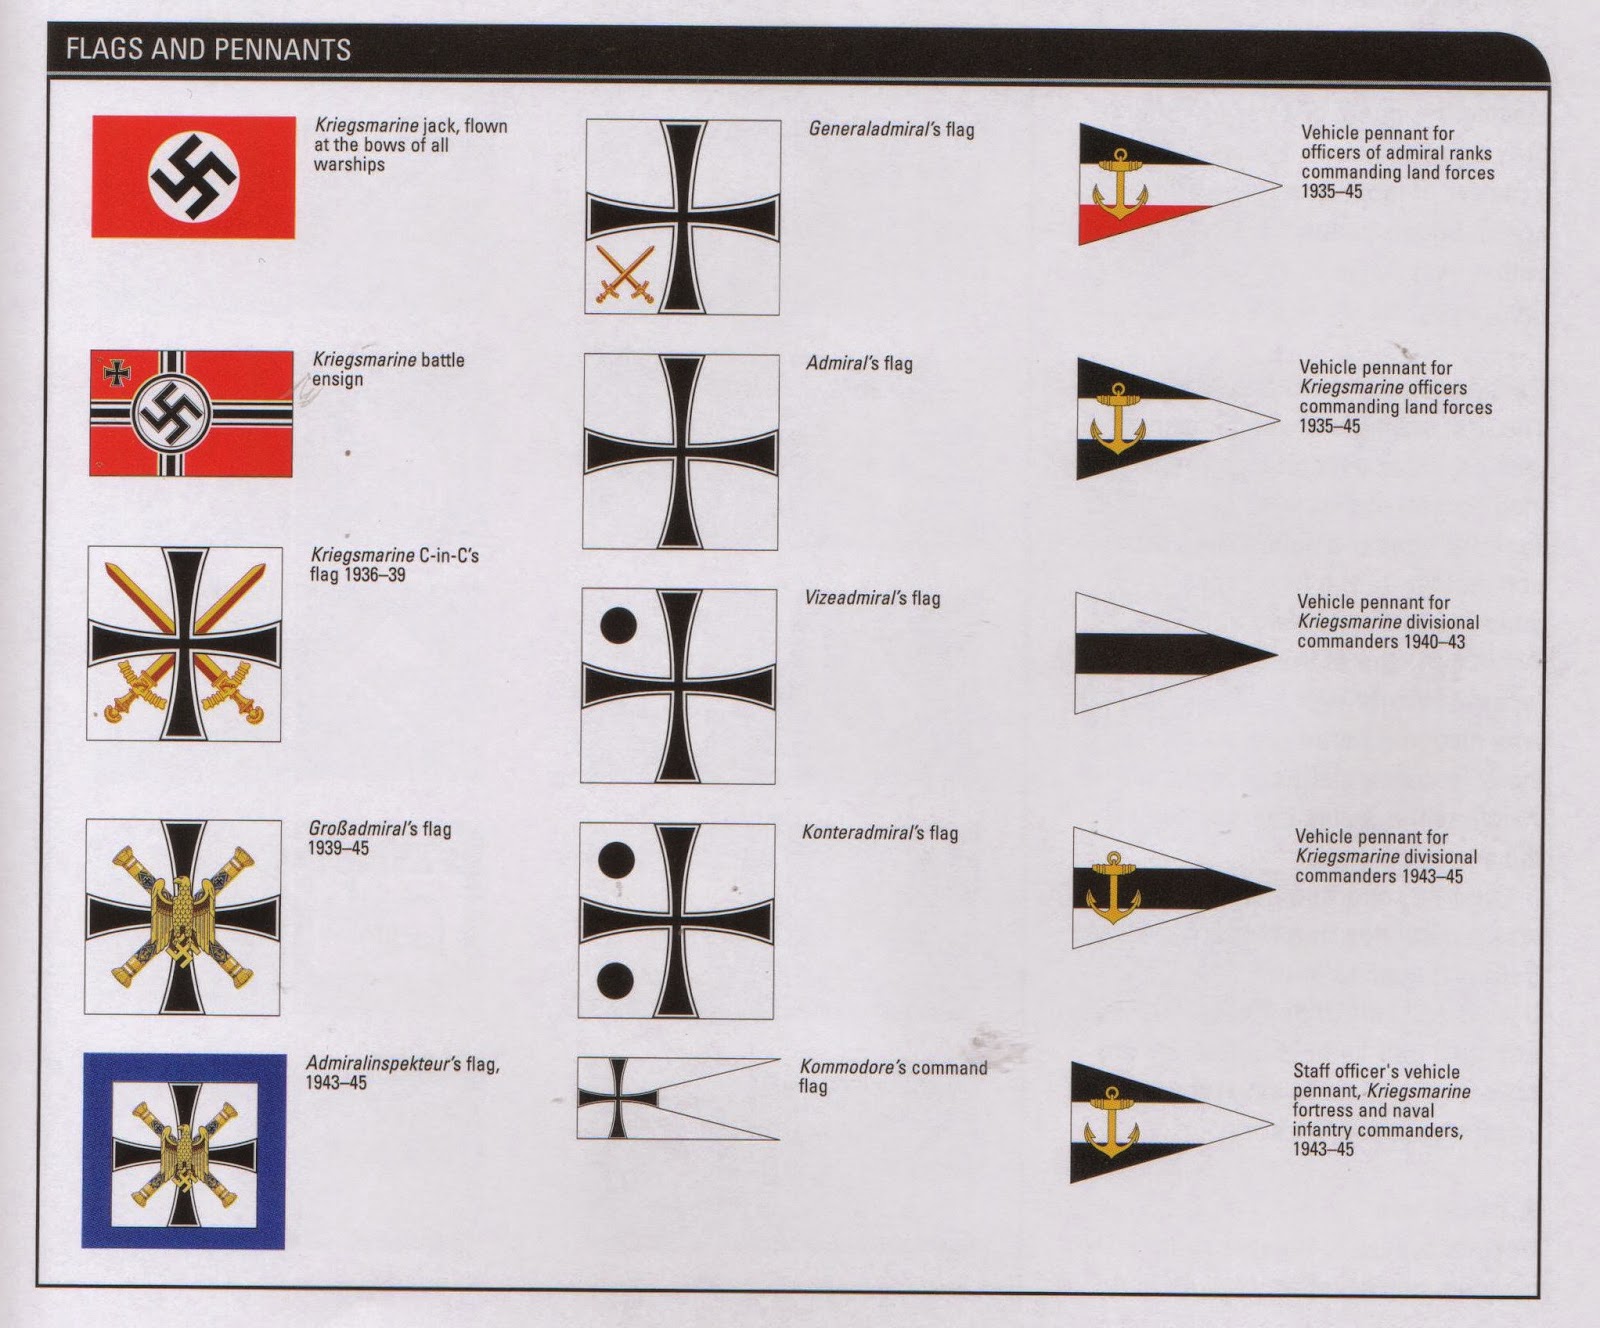 FLAGS AND PENNANTS
Kriegsmarine jack, flown
at the bows of all
warships
Kriegsmarine battle
ensign
Kriegsmarine C-in-C's
flag 1936–39
Großadmiral's flag
1939–45
Admiralinspekteur's flag,
1943–45
Generaladmiral's flag
Admiral's flag
Vizeadmiral's flag
Konteradmiral's flag
Kommodore's command
flag
Vehicle pennant for
officers of admiral ranks
commanding land forces
1935–45
Vehicle pennant for
Kriegsmarine officers
commanding land forces
1935–45
Vehicle pennant for
Kriegsmarine divisional
commanders 1940–43
Vehicle pennant for
Kriegsmarine divisional
commanders 1943–45
Staff officer's vehicle
pennant, Kriegsmarine
fortress and naval
infantry commanders,
1943–45